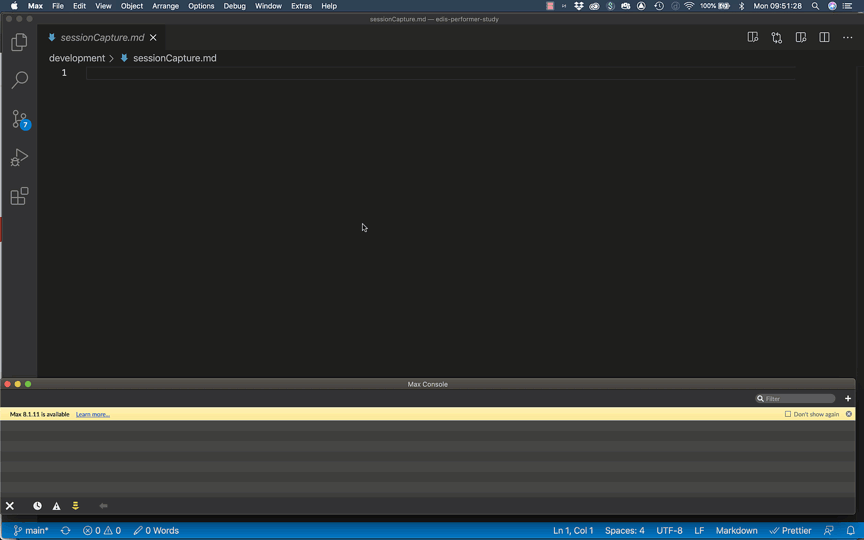 Max File Edit View Object Arrange Options Debug Window Extras Help 100% Mon 09:51:28
sessionCapture.md — edis-performer-study
sessionCapture.md
development > sessionCapture.md
1
7
Max Console
Filter
Max 8.1.11 is available Learn more... Don't show again
main* 0 0 0 Words Ln 1, Col 1 Spaces: 4 UTF-8 LF Markdown Prettier